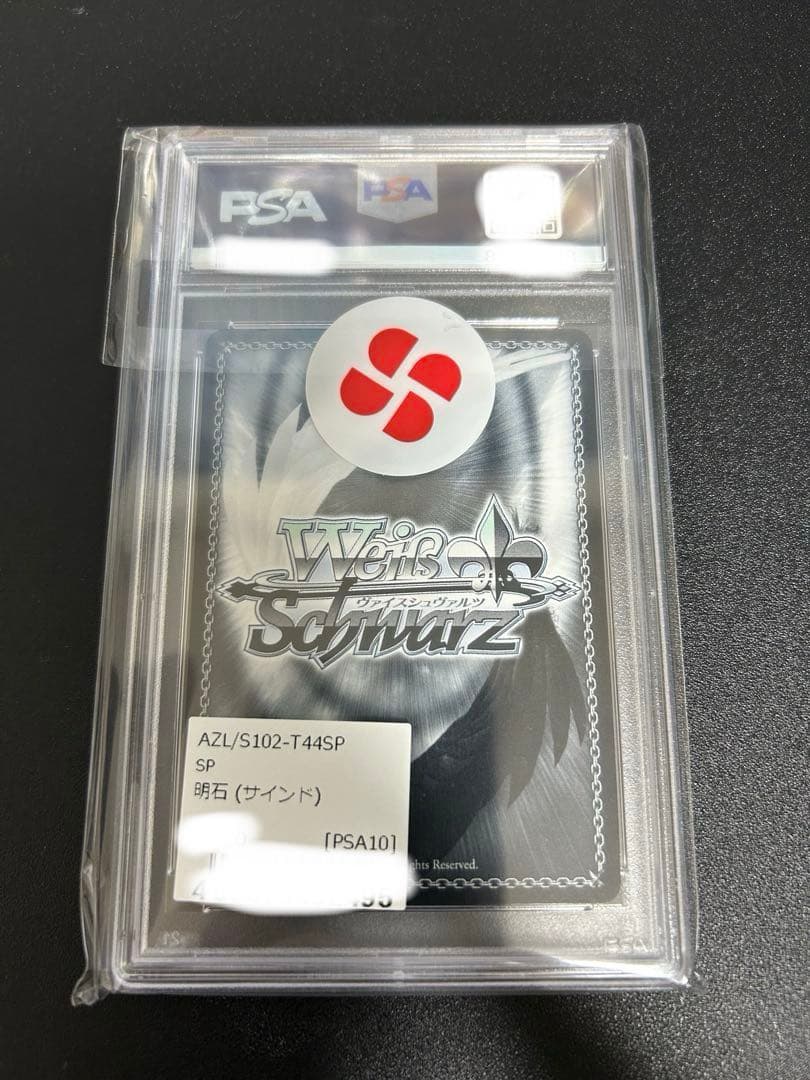 PSA
PSA
Weiß
ヴァイスシュヴァルツ
Schwarz
AZL/S102-T44SP
SP
明石 (サインド)
[PSA10]
ghts Reserved.
PSA